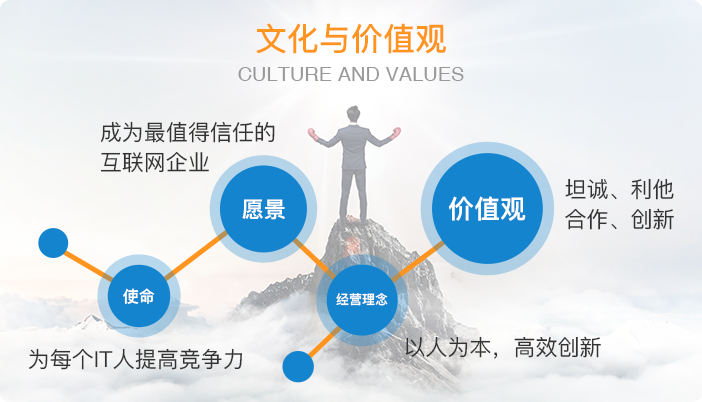 文化与价值观
CULTURE AND VALUES
成为最值得信任的
互联网企业
愿景
价值观
坦诚、利他
合作、创新
使命
经营理念
为每个IT人提高竞争力
以人为本，高效创新